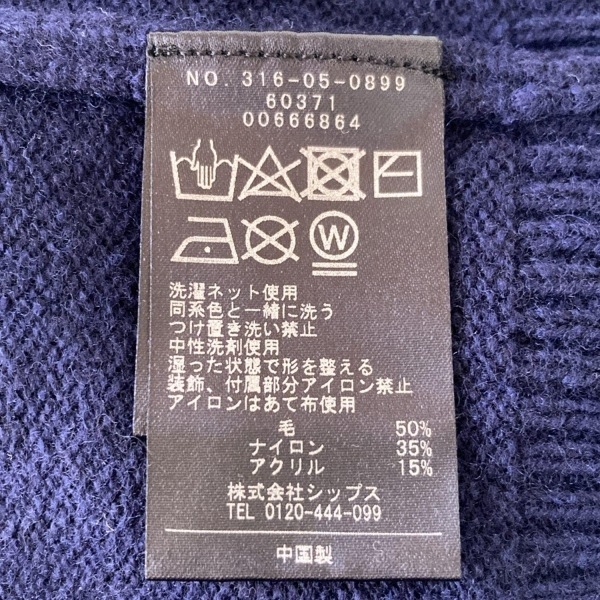 NO. 316-05-0899
60371
00666864
W
洗濯ネット使用
同系色と一緒に洗う
つけ置き洗い禁止
中性洗剤使用
湿った状態で形を整える
装飾、付属部分アイロン禁止
アイロンはあて布使用
毛 50%
ナイロン 35%
アクリル 15%
株式会社シップス
TEL 0120-444-099
中国製